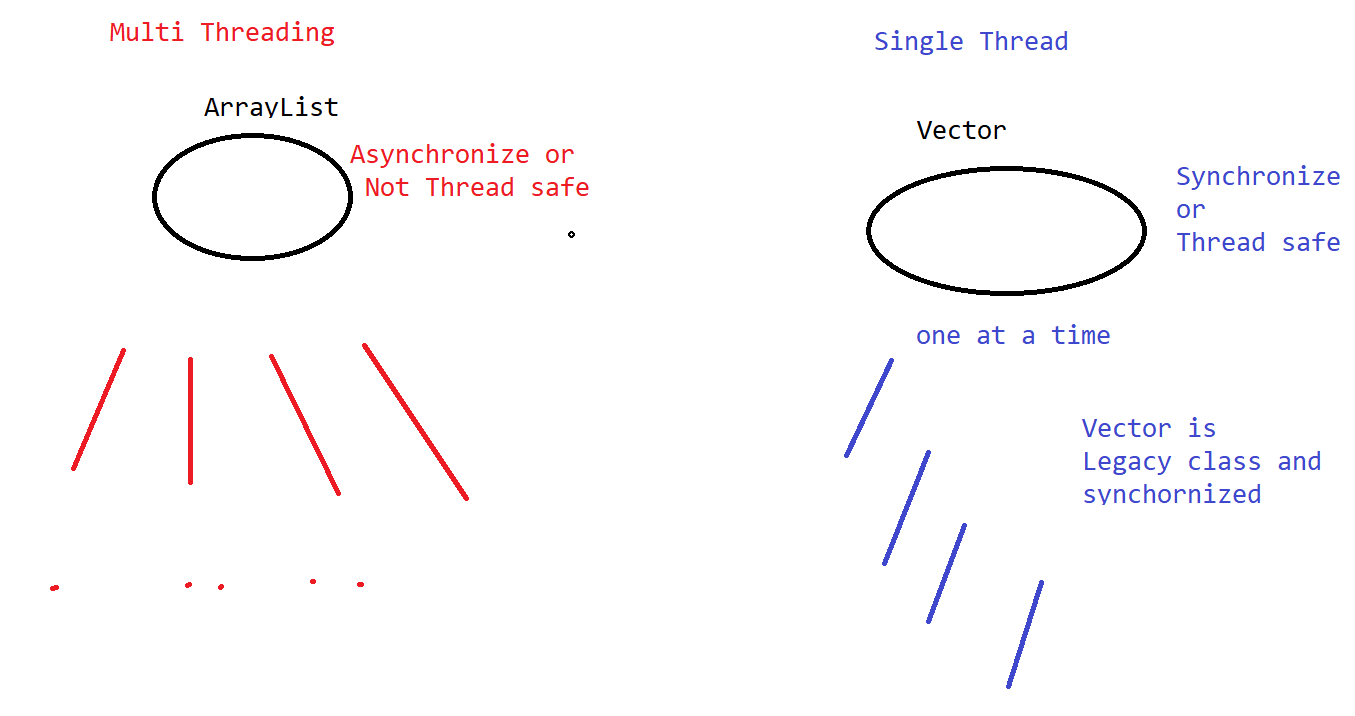 Multi Threading
ArrayList
Asynchronize or
Not Thread safe
Single Thread
Vector
Synchronize
or
Thread safe
one at a time
Vector is
Legacy class and
synchornized